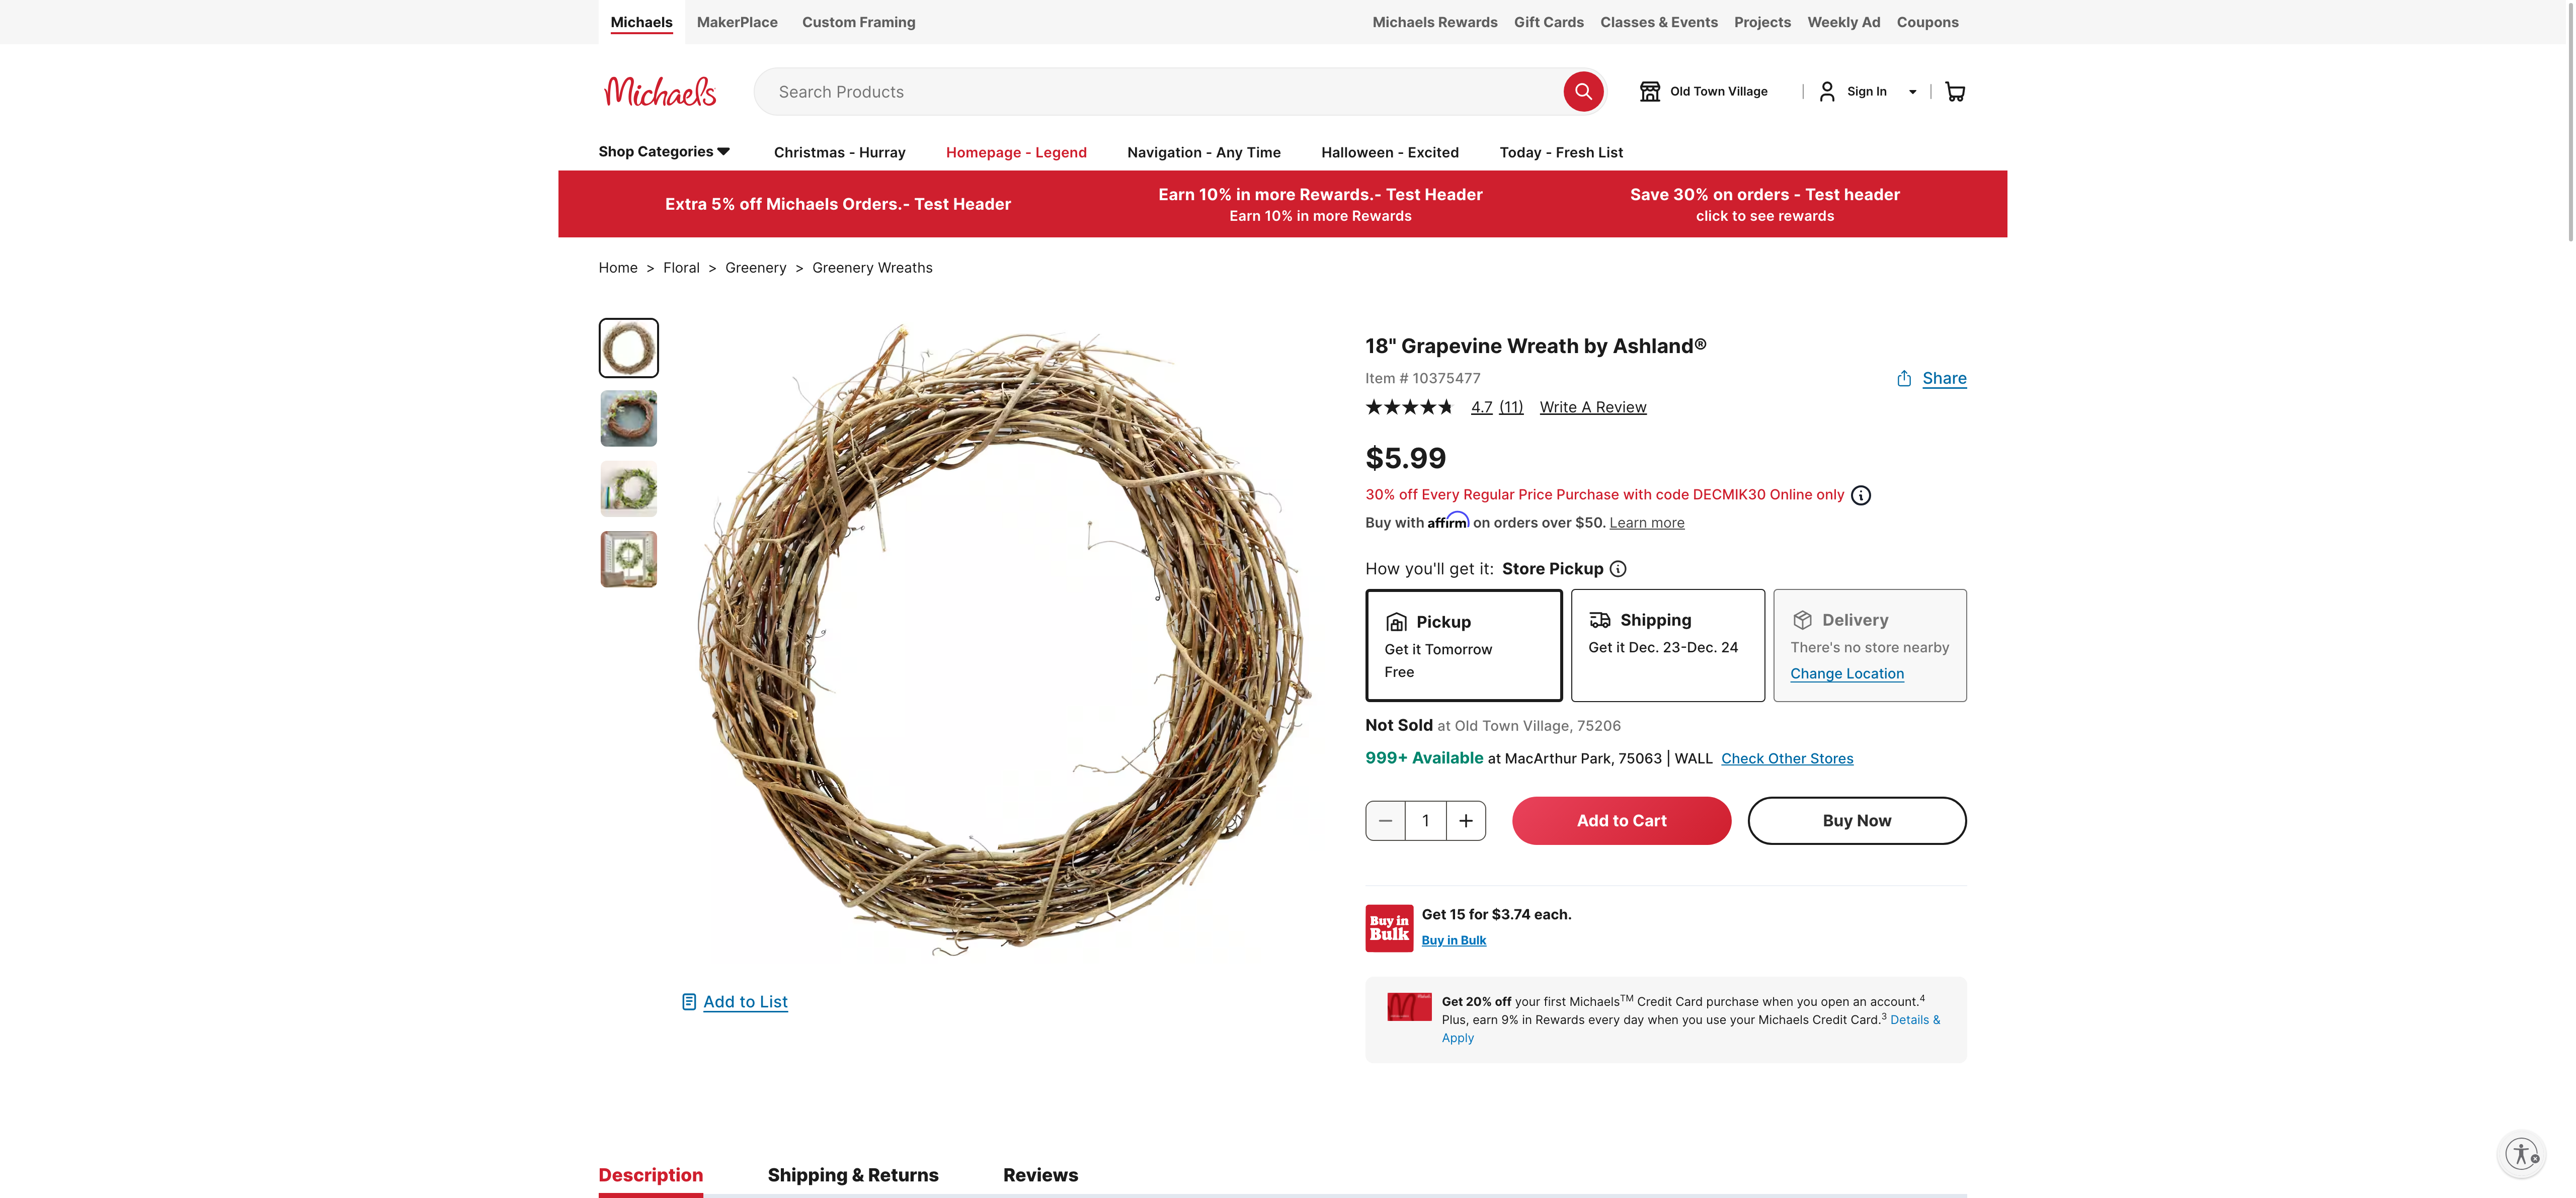 Michaels
MakerPlace
Custom Framing
Michaels Rewards
Gift Cards
Classes & Events
Projects
Weekly Ad
Coupons
Michaels
Search Products
Old Town Village
Sign In
Shop Categories
Christmas - Hurray
Homepage - Legend
Navigation - Any Time
Halloween - Excited
Today - Fresh List
Extra 5% off Michaels Orders.- Test Header
Earn 10% in more Rewards.- Test Header
Earn 10% in more Rewards
Save 30% on orders - Test header
click to see rewards
Home > Floral > Greenery > Greenery Wreaths
18" Grapevine Wreath by Ashland®
Item # 10375477
Share
4.7 (11) Write A Review
$5.99
30% off Every Regular Price Purchase with code DECMIK30 Online only
Buy with affirm on orders over $50. Learn more
How you'll get it: Store Pickup
Pickup
Get it Tomorrow
Free
Shipping
Get it Dec. 23-Dec. 24
Delivery
There's no store nearby
Change Location
Not Sold at Old Town Village, 75206
999+ Available at MacArthur Park, 75063 | WALL Check Other Stores
1
Add to Cart
Buy Now
Buy in
Bulk
Get 15 for $3.74 each.
Buy in Bulk
Add to List
Get 20% off your first Michaels™ Credit Card purchase when you open an account.⁴
Plus, earn 9% in Rewards every day when you use your Michaels Credit Card.³ Details &
Apply
Description
Shipping & Returns
Reviews